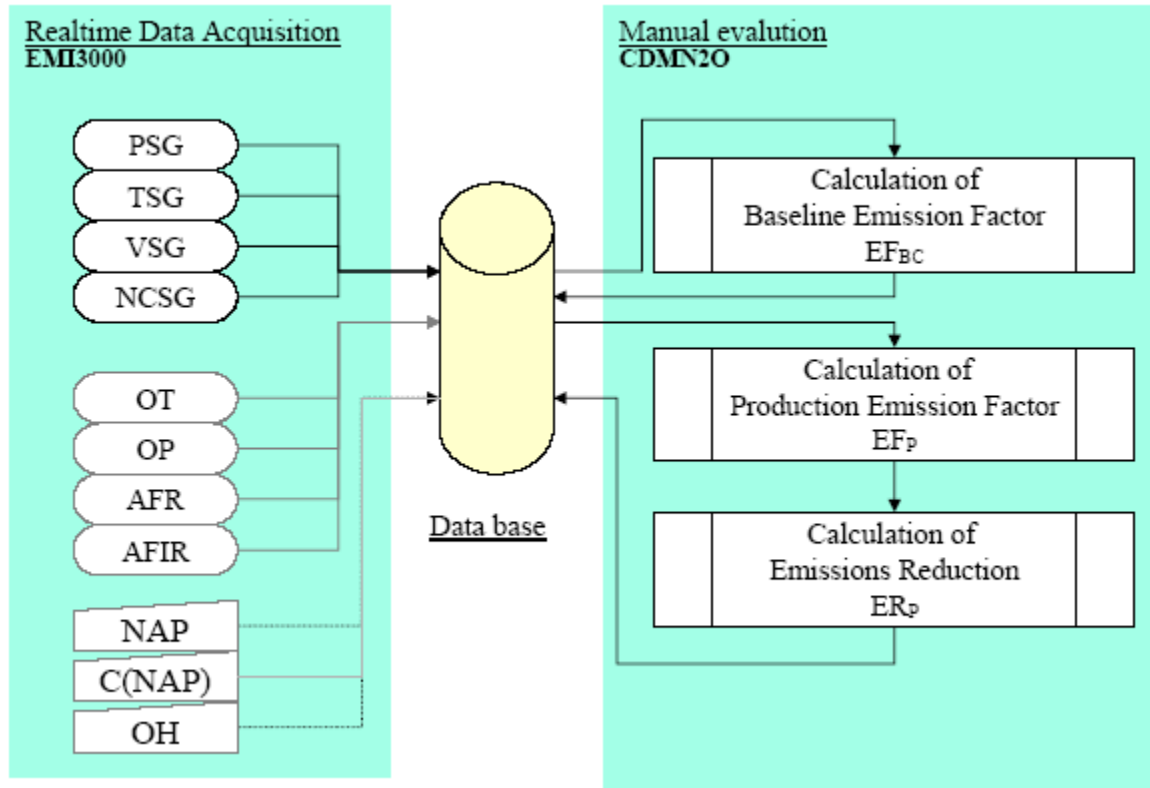 Realtime Data Acquisition
EMI3000
PSG
TSG
VSG
NCSG
OT
OP
AFR
AFIR
NAP
C(NAP)
OH
Data base
Manual evalution
CDMN2O
Calculation of
Baseline Emission Factor
EFBC
Calculation of
Production Emission Factor
EFP
Calculation of
Emissions Reduction
ERP